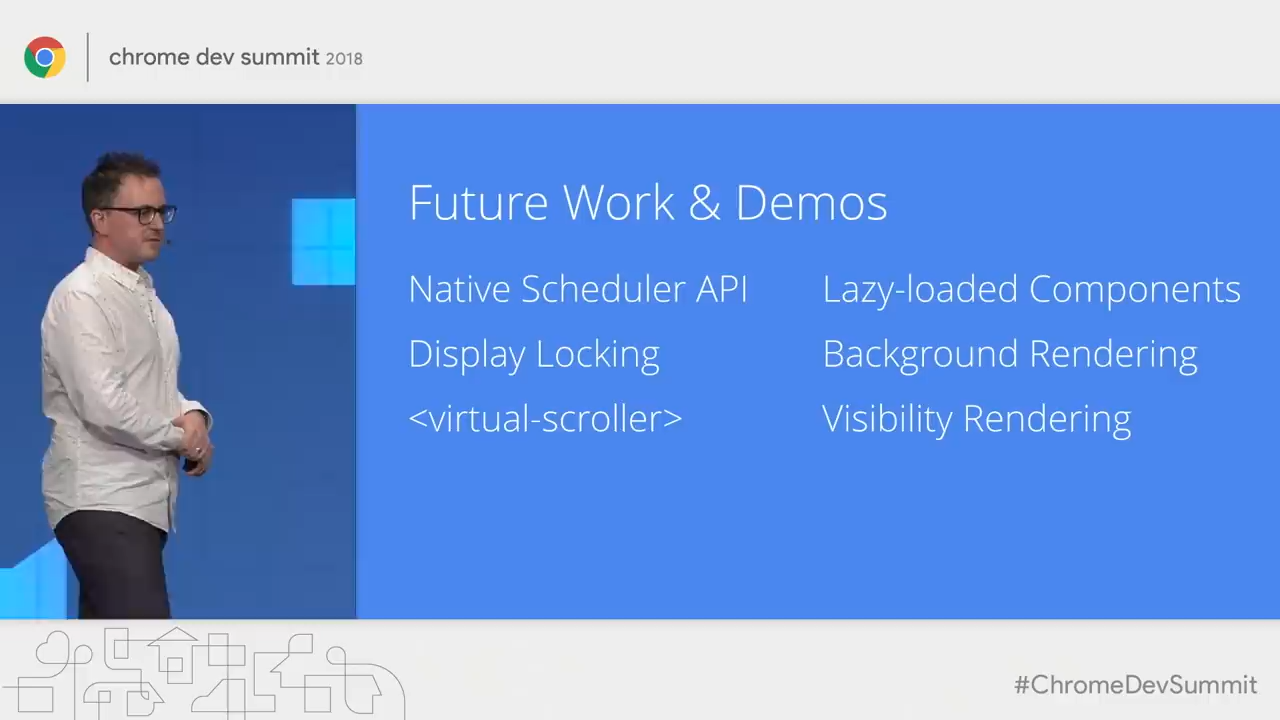 chrome dev summit 2018
Future Work & Demos
Native Scheduler API
Display Locking
<virtual-scroller>
Lazy-loaded Components
Background Rendering
Visibility Rendering
#ChromeDevSummit